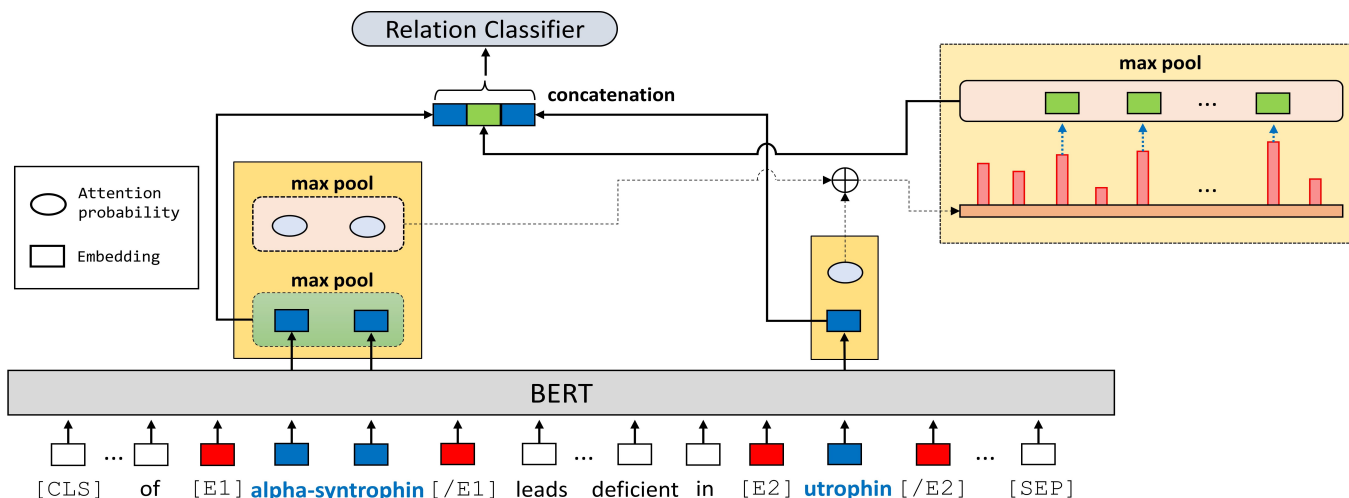 Relation Classifier
concatenation
max pool
...
...
Attention
probability
Embedding
max pool
max pool
BERT
... ... ...
[CLS] of [E1] alpha-syntrophin [/E1] leads deficient in [E2] utrophin [/E2] [SEP]